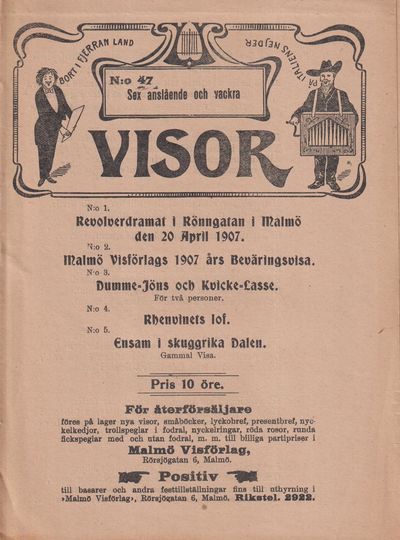 BORT I FJERRAN LAND
PÅ ITALIENS NEJDER
N:o 47
Sex anslående och vackra
VISOR
N:o 1.
Revolverdramat i Rönngatan i Malmö
den 20 April 1907.
N:o 2.
Malmö Visförlags 1907 års Beväringsvisa.
N:o 3.
Dumme-Jöns och Kvicke-Lasse.
För två personer.
N:o 4.
Rhenvinets lof.
N:o 5.
Ensam i skuggrika Dalen.
Gammal Visa.
Pris 10 öre.
För återförsäljare
föres på lager nya visor, småböcker, lyckobref, presentbref, nyc-
kelkedjor, trollspeglar i fodral, nyckelringar, röda rosor, runda
fickspeglar med och utan fodral, m. m. till billiga partipriser i
Malmö Visförlag,
Rörsjögatan 6, Malmö.
Positiv
till basarer och andra festtillställningar fins till uthyrning i
»Malmö Visförlag», Rörsjögatan 6, Malmö. Rikstel. 2922.